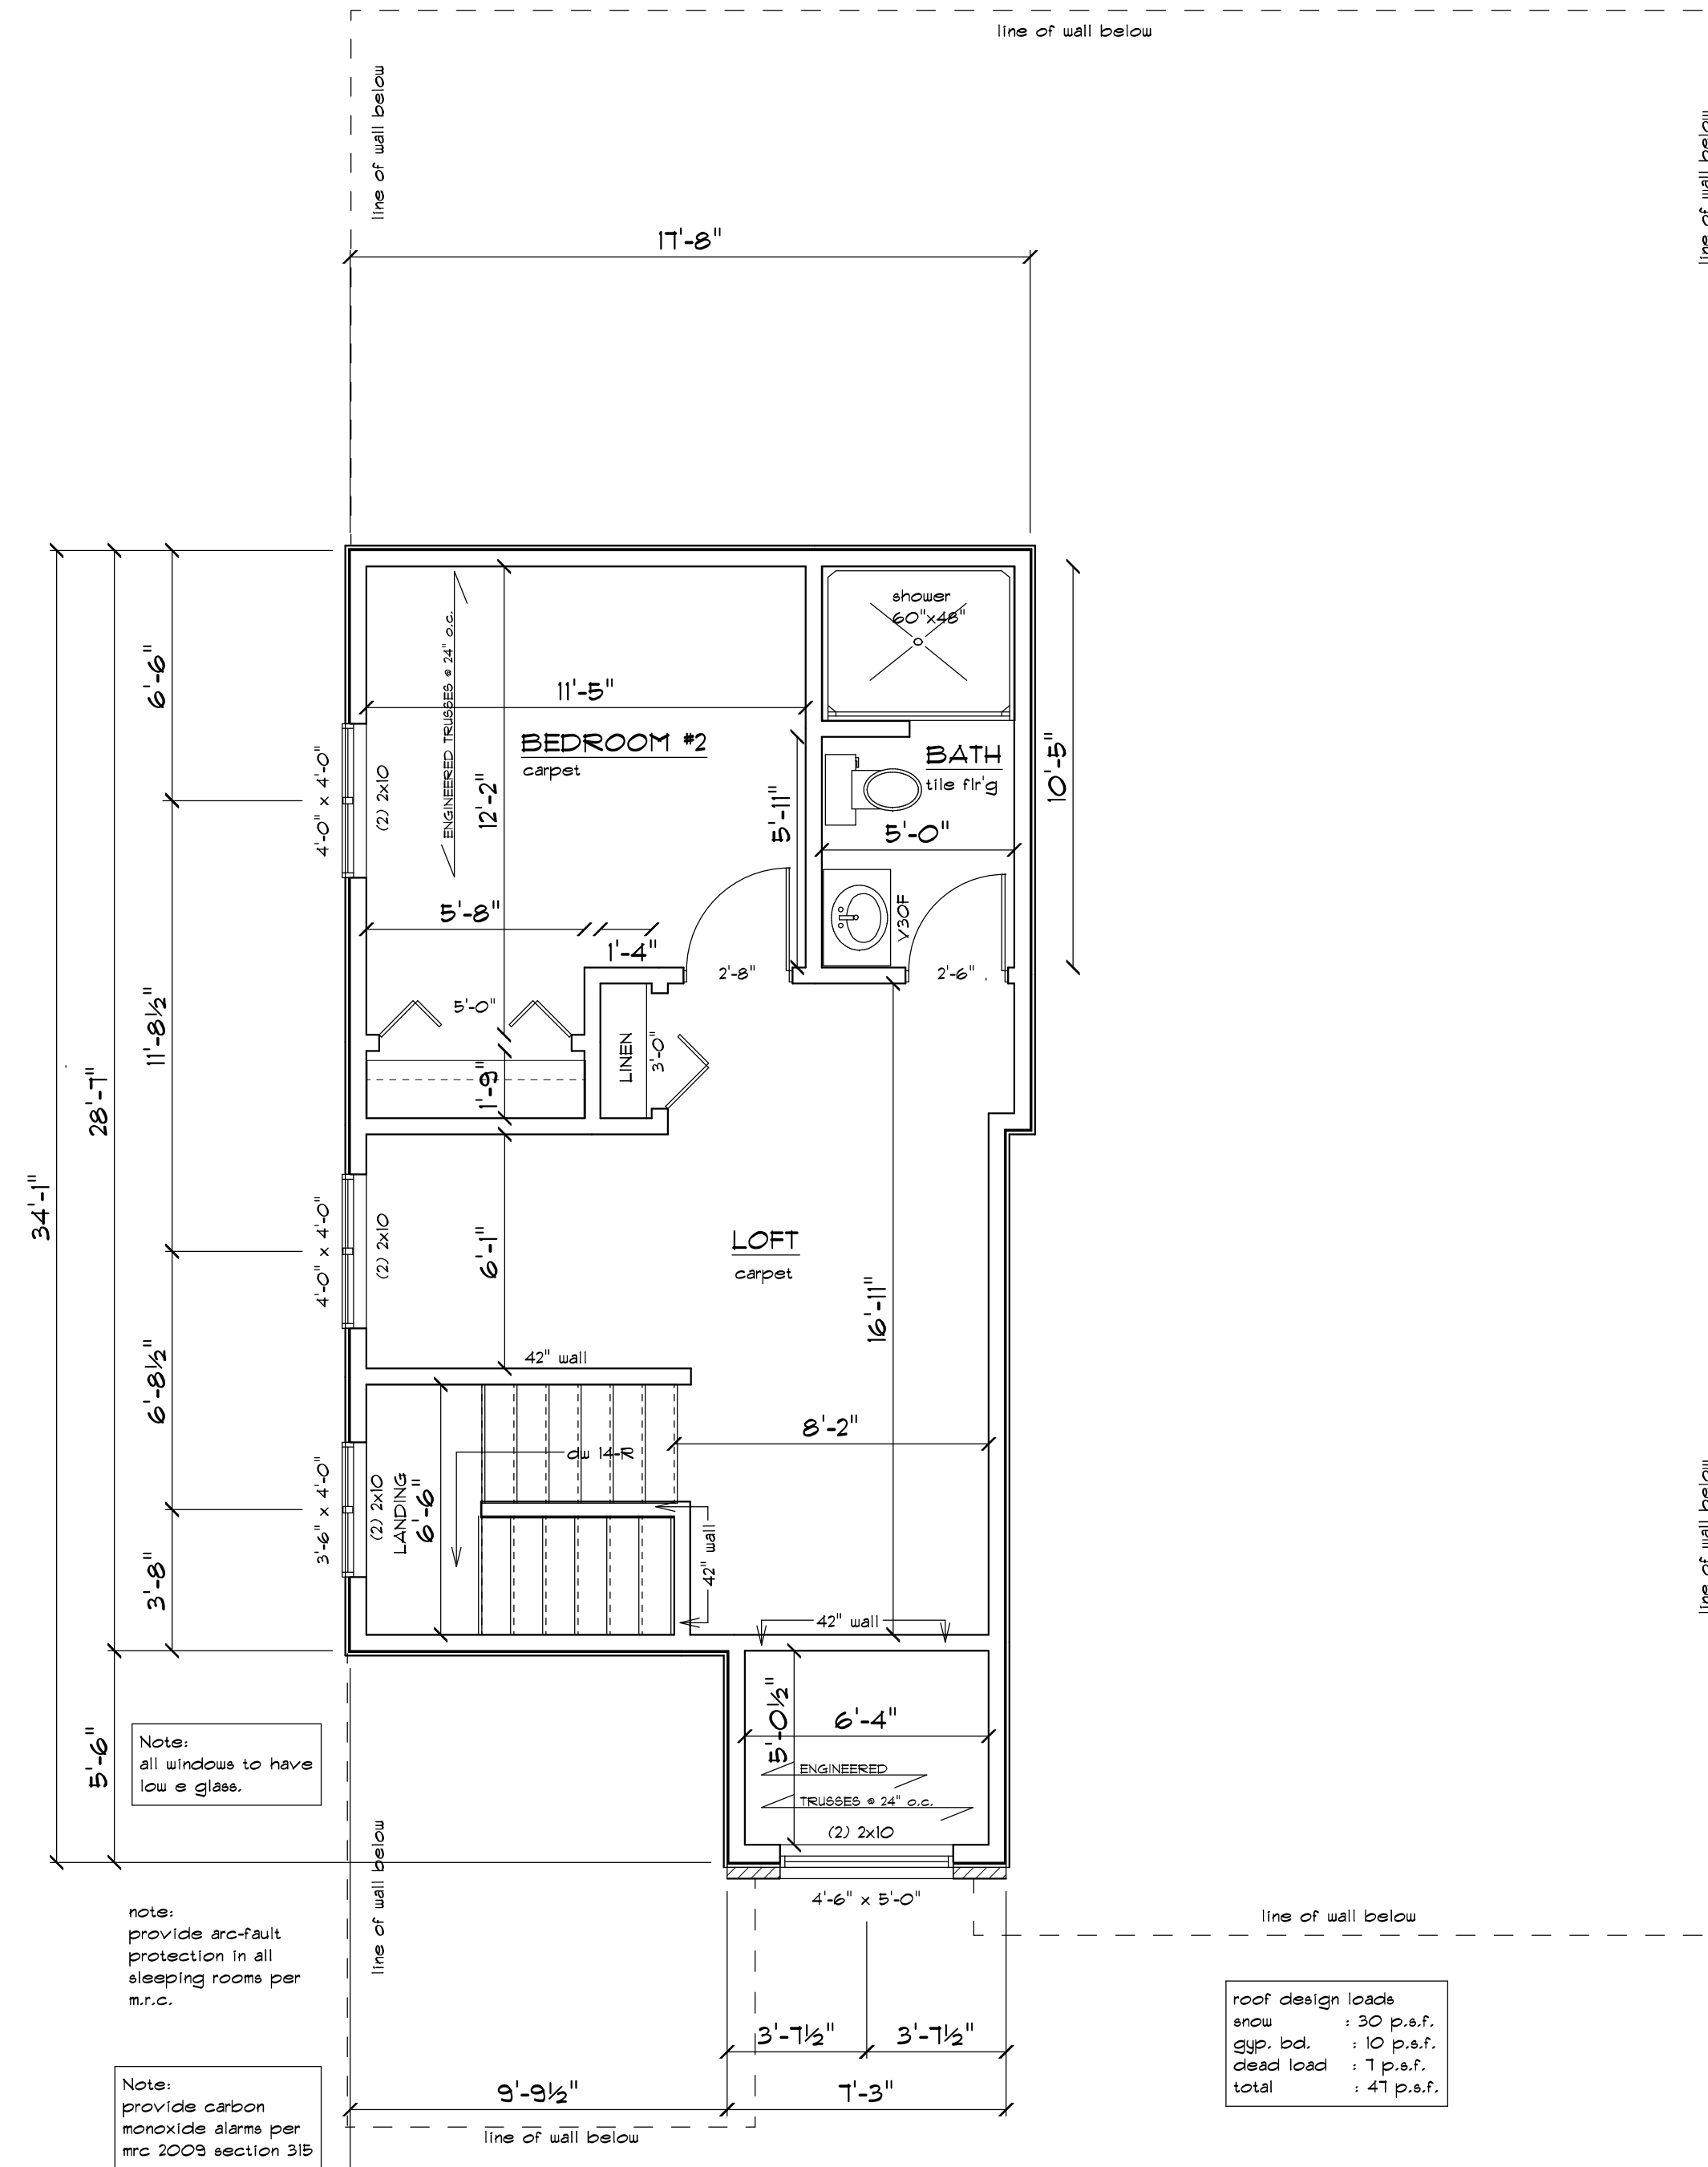 line of wall below
line of wall below
line of wall below
17'-8"
shower
60"x48"
ENGINEERED TRUSSES @ 24" o.c.
6'-6"
11'-5"
BEDROOM #2
carpet
BATH
tile flr'g
10'-5"
4'-0" x 4'-0"
(2) 2x10
12'-2"
5'-11"
5'-0"
5'-8"
V30F
1'-4"
2'-8"
2'-6"
5'-0"
11'-8½"
LINEN
3'-0"
1'-9"
28'-7"
34'-1"
4'-0" x 4'-0"
(2) 2x10
6'-1"
LOFT
carpet
16'-11"
42" wall
6'-8½"
8'-2"
3'-6" x 4'-0"
(2) 2x10
LANDING
6'-6"
42" wall
line of wall below
3'-8"
42" wall
5'-0½"
6'-4"
5'-6"
Note:
all windows to have
low e glass.
ENGINEERED
TRUSSES @ 24" o.c.
(2) 2x10
line of wall below
4'-6" x 5'-0"
line of wall below
note:
provide arc-fault
protection in all
sleeping rooms per
m.r.c.
roof design loads
snow : 30 p.s.f.
gyp. bd. : 10 p.s.f.
dead load : 7 p.s.f.
total : 47 p.s.f.
3'-7½"
3'-7½"
9'-9½"
7'-3"
line of wall below
Note:
provide carbon
monoxide alarms per
mrc 2009 section 315